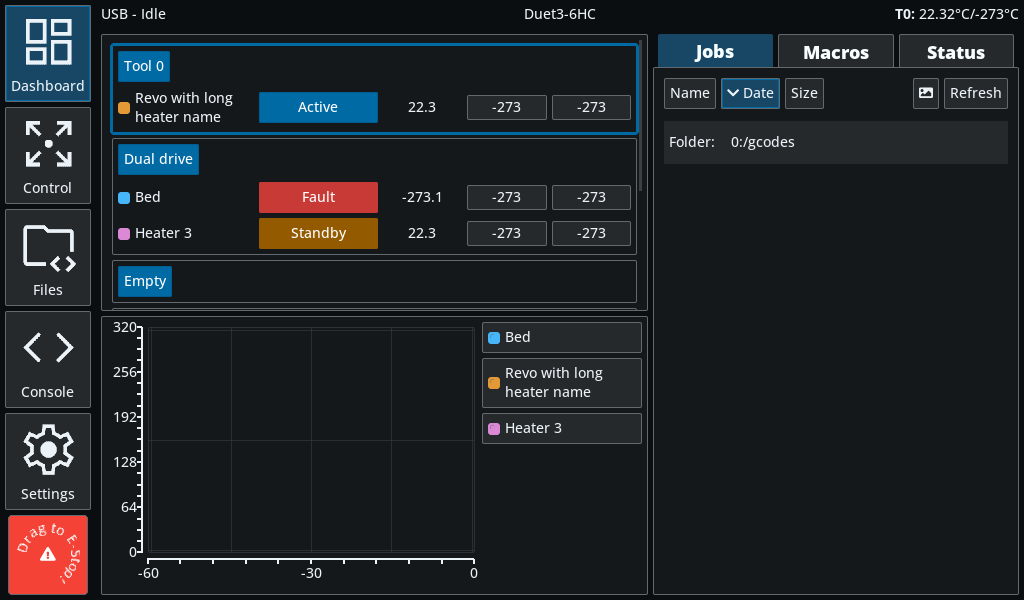 USB - Idle
Duet3-6HC
T0: 22.32°C/-273°C
Dashboard
Control
Files
Console
Settings
Drag to E-Stop!
Tool 0
Revo with long
heater name
Active
22.3
-273
-273
Dual drive
Bed
Fault
-273.1
-273
-273
Heater 3
Standby
22.3
-273
-273
Empty
320
256
192
128
64
0
-60
-30
0
Bed
Revo with long
heater name
Heater 3
Jobs
Macros
Status
Name
Date
Size
Refresh
Folder: 0:/gcodes